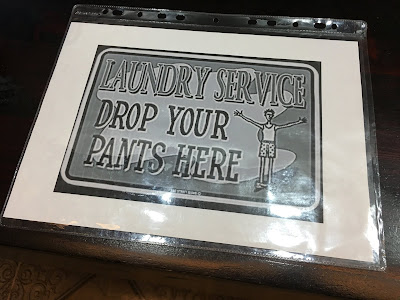 LAUNDRY SERVICE
DROP YOUR
PANTS HERE